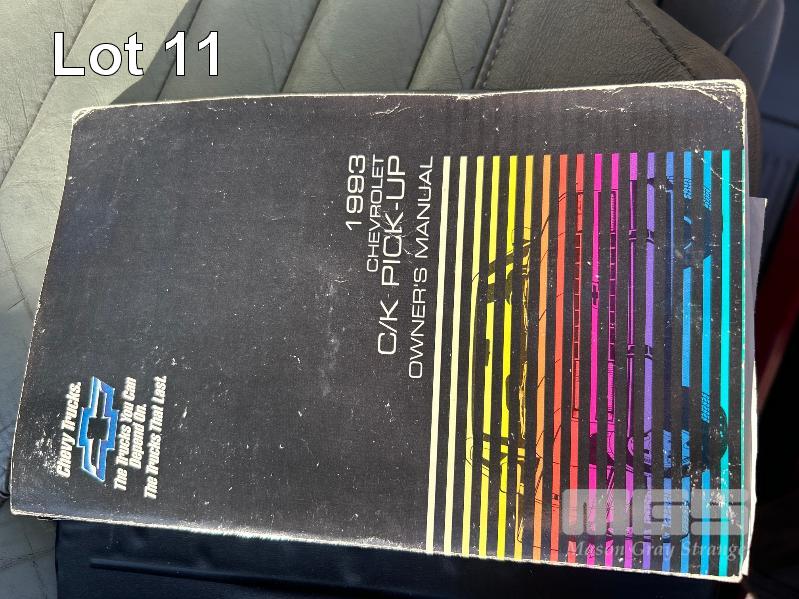 Lot 11
1993
CHEVROLET
C/K PICK-UP
OWNER'S MANUAL
Chevy Trucks.
The Trucks You Can
Depend On.
The Trucks That Last.
MGS
Mason Gray Strange